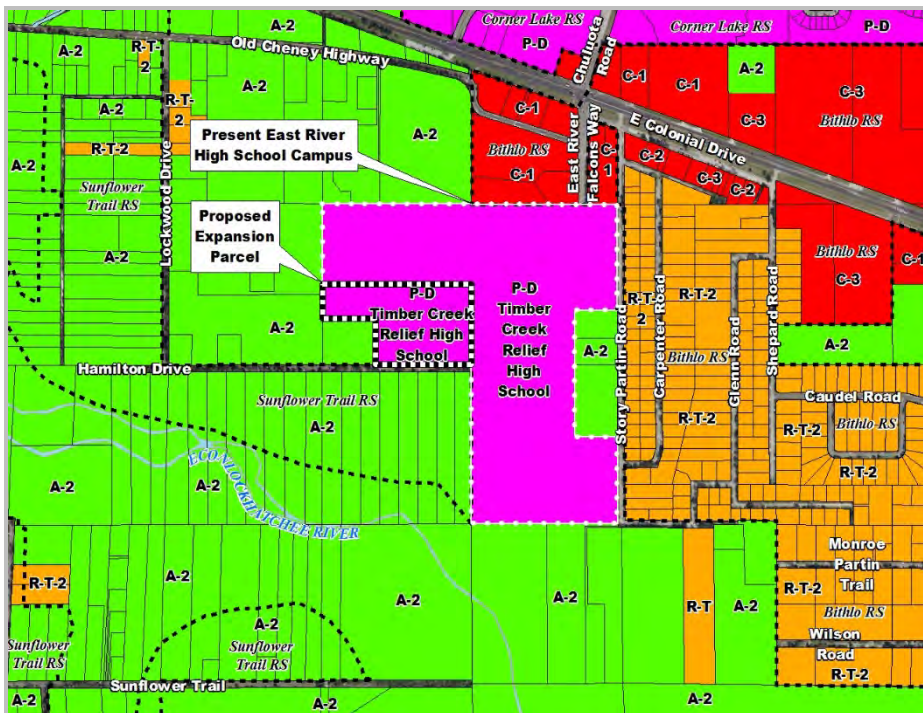 Corner Lake RS
P-D
Corner Lake RS
P-D
A-2
R-T-
2
Old Cheney Highway
A-2
Chuluota
Road
C-1
A-2
C-3
A-2
R-T-
2
A-2
C-1
C-3
Bithlo RS
Present East River
High School Campus
E Colonial Drive
Bithlo RS
C-1
East River
Falcons Way
C-
1
C-2
C-3
C-2
A-2
R-T-2
Sunflower
Trail RS
Lockwood Drive
Proposed
Expansion
Parcel
A-2
Bithlo RS
C-3
C-1
P-D
Timber Creek
Relief High
School
P-D
Timber
Creek
Relief
High
School
R-T-
2
R-T-2
A-2
A-2
Story Partin Road
Carpenter Road
Bithlo RS
Glenn Road
Shepard Road
A-2
Hamilton Drive
Sunflower Trail RS
A-2
Caudel Road
R-T-2
R-T-2
Bithlo RS
R-T-2
ECONLOCKHATCHEE RIVER
A-2
A-2
A-2
Monroe
Partin
Trail
R-T-2
A-2
A-2
A-2
R-T
A-2
R-T-2
Bithlo RS
A-2
Sunflower
Trail RS
Sunflower
Trail RS
Wilson
Road
R-T-2
Sunflower Trail
A-2
A-2
A-2